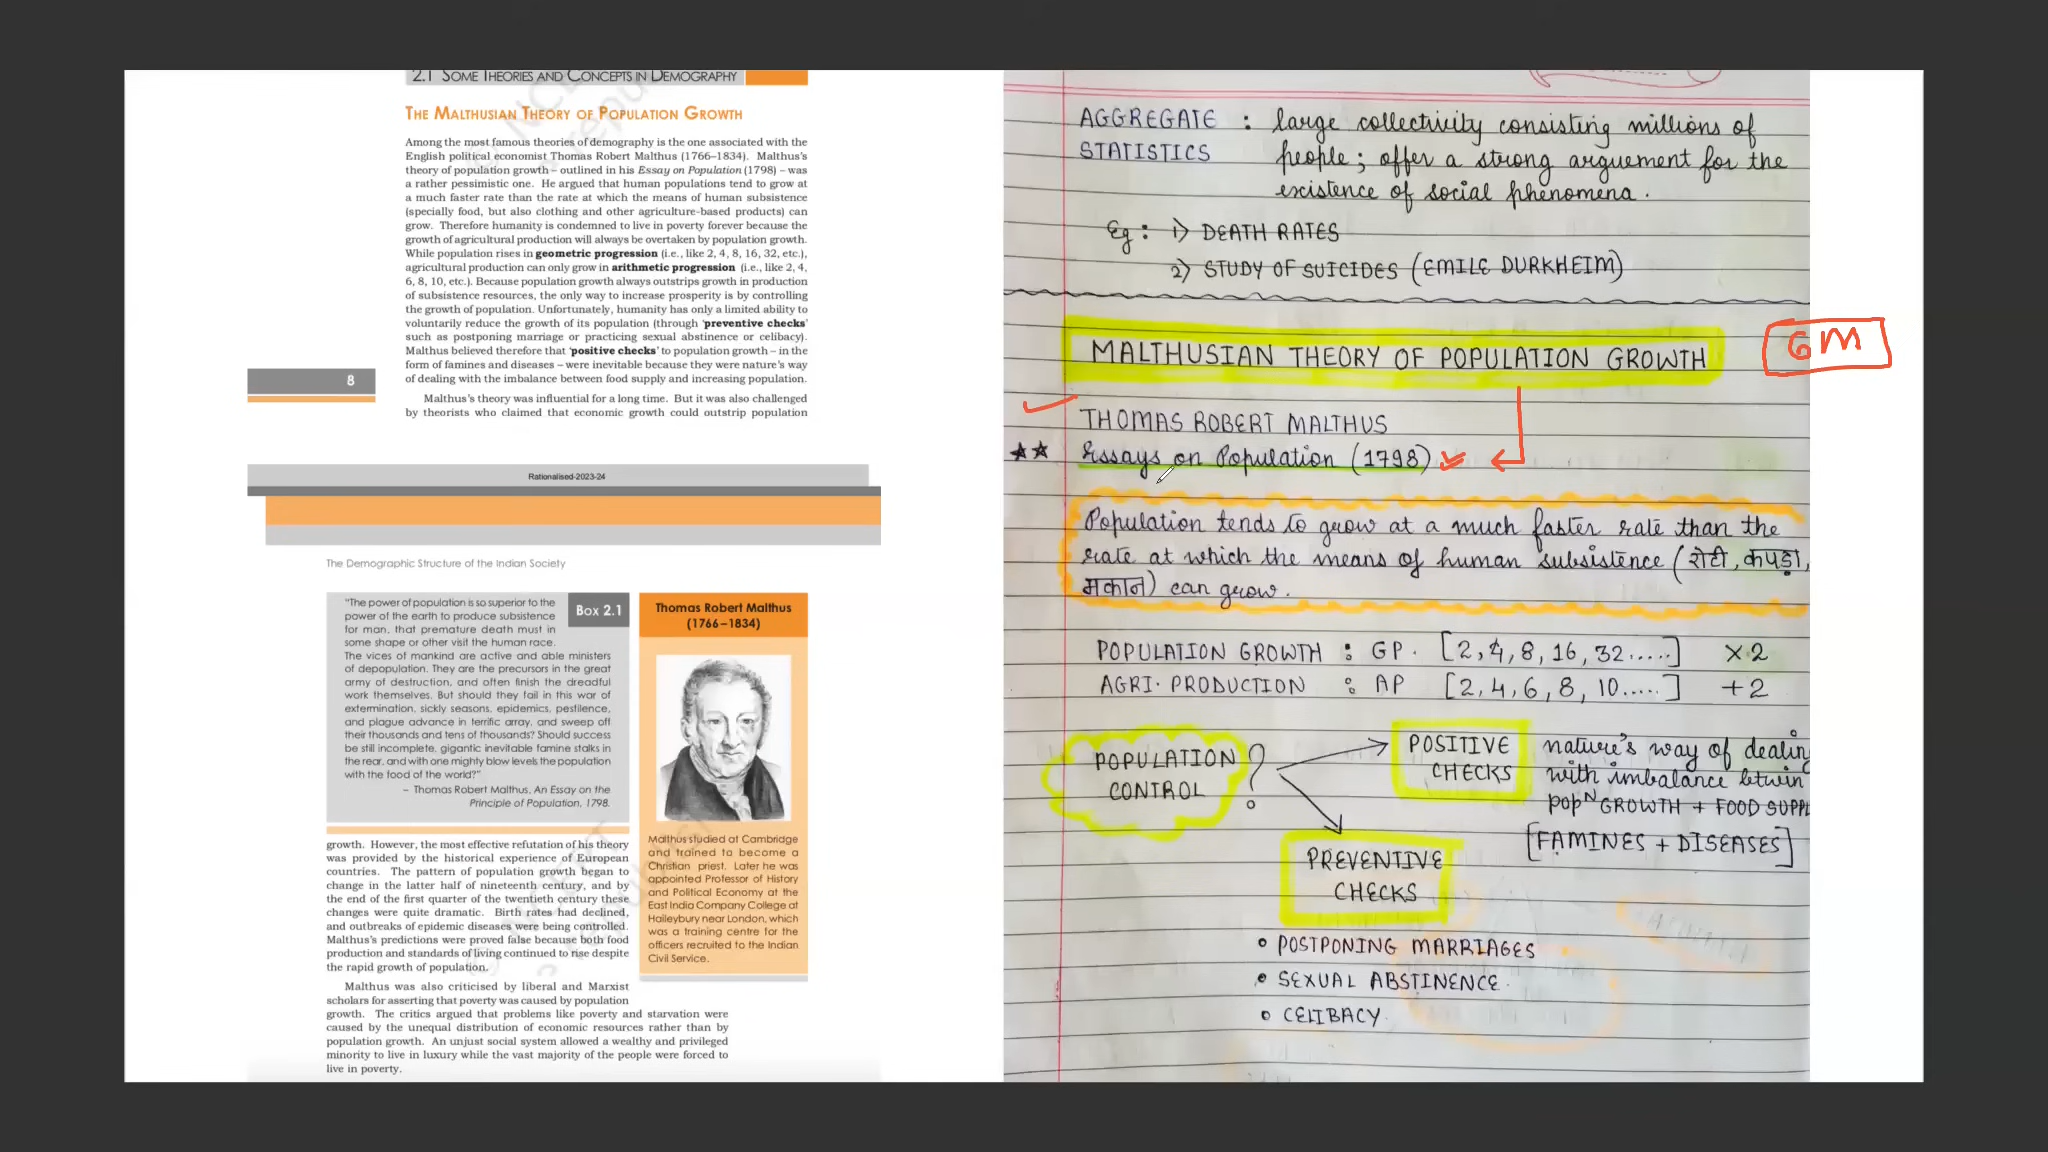 2.1 SOME THEORIES AND CONCEPTS IN DEMOGRAPHY
THE MALTHUSIAN THEORY OF POPULATION GROWTH
Among the most famous theories of demography is the one associated with the
English political economist Thomas Robert Malthus (1766–1834). Malthus's
theory of population growth – outlined in his Essay on Population (1798) – was
a rather pessimistic one. He argued that human populations tend to grow at
a much faster rate than the rate at which the means of human subsistence
(specially food, but also clothing and other agriculture-based products) can
grow. Therefore humanity is condemned to live in poverty forever because the
growth of agricultural production will always be overtaken by population growth.
While population rises in geometric progression (i.e., like 2, 4, 8, 16, 32, etc.),
agricultural production can only grow in arithmetic progression (i.e., like 2, 4,
6, 8, 10, etc.). Because population growth always outstrips growth in production
of subsistence resources, the only way to increase prosperity is by controlling
the growth of population. Unfortunately, humanity has only a limited ability to
voluntarily reduce the growth of its population (through 'preventive checks'
such as postponing marriage or practicing sexual abstinence or celibacy).
Malthus believed therefore that 'positive checks' to population growth – in the
form of famines and diseases – were inevitable because they were nature's way
of dealing with the imbalance between food supply and increasing population.
Malthus's theory was influential for a long time. But it was also challenged
by theorists who claimed that economic growth could outstrip population
8
Rationalised-2023-24
The Demographic Structure of the Indian Society
Box 2.1
"The power of population is so superior to the
power of the earth to produce subsistence
for man, that premature death must in
some shape or other visit the human race.
The vices of mankind are active and able ministers
of depopulation. They are the precursors in the great
army of destruction, and often finish the dreadful
work themselves. But should they fail in this war of
extermination, sickly seasons, epidemics, pestilence,
and plague advance in terrific array, and sweep off
their thousands and tens of thousands? Should success
be still incomplete, gigantic inevitable famine stalks in
the rear, and with one mighty blow levels the population
with the food of the world?"
– Thomas Robert Malthus, An Essay on the
Principle of Population, 1798.
Thomas Robert Malthus
(1766–1834)
Malthus studied at Cambridge
and trained to become a
Christian priest. Later he was
appointed Professor of History
and Political Economy at the
East India Company College at
Haileybury near London, which
was a training centre for the
officers recruited to the Indian
Civil Service.
growth. However, the most effective refutation of his theory
was provided by the historical experience of European
countries. The pattern of population growth began to
change in the latter half of nineteenth century, and by
the end of the first quarter of the twentieth century these
changes were quite dramatic. Birth rates had declined,
and outbreaks of epidemic diseases were being controlled.
Malthus's predictions were proved false because both food
production and standards of living continued to rise despite
the rapid growth of population.
Malthus was also criticised by liberal and Marxist
scholars for asserting that poverty was caused by population
growth. The critics argued that problems like poverty and starvation were
caused by the unequal distribution of economic resources rather than by
population growth. An unjust social system allowed a wealthy and privileged
minority to live in luxury while the vast majority of the people were forced to
live in poverty.
AGGREGATE : large collectivity consisting millions of
STATISTICS people; offer a strong arguement for the
existence of social phenomena.
Eg : 1) DEATH RATES
2) STUDY OF SUICIDES (EMILE DURKHEIM)
MALTHUSIAN THEORY OF POPULATION GROWTH
6M
THOMAS ROBERT MALTHUS
Essays on Population (1798)
Population tends to grow at a much faster rate than the
rate at which the means of human subsistence (रोटी, कपड़ा,
मकान) can grow.
POPULATION GROWTH : GP. [2, 4, 8, 16, 32.....] ×2
AGRI. PRODUCTION : AP [2, 4, 6, 8, 10.....] +2
POPULATION CONTROL ?
POSITIVE CHECKS
nature's way of dealing
with imbalance betwin
popN GROWTH + FOOD SUPPL
[FAMINES + DISEASES]
PREVENTIVE
CHECKS
• POSTPONING MARRIAGES
• SEXUAL ABSTINENCE.
• CELIBACY.